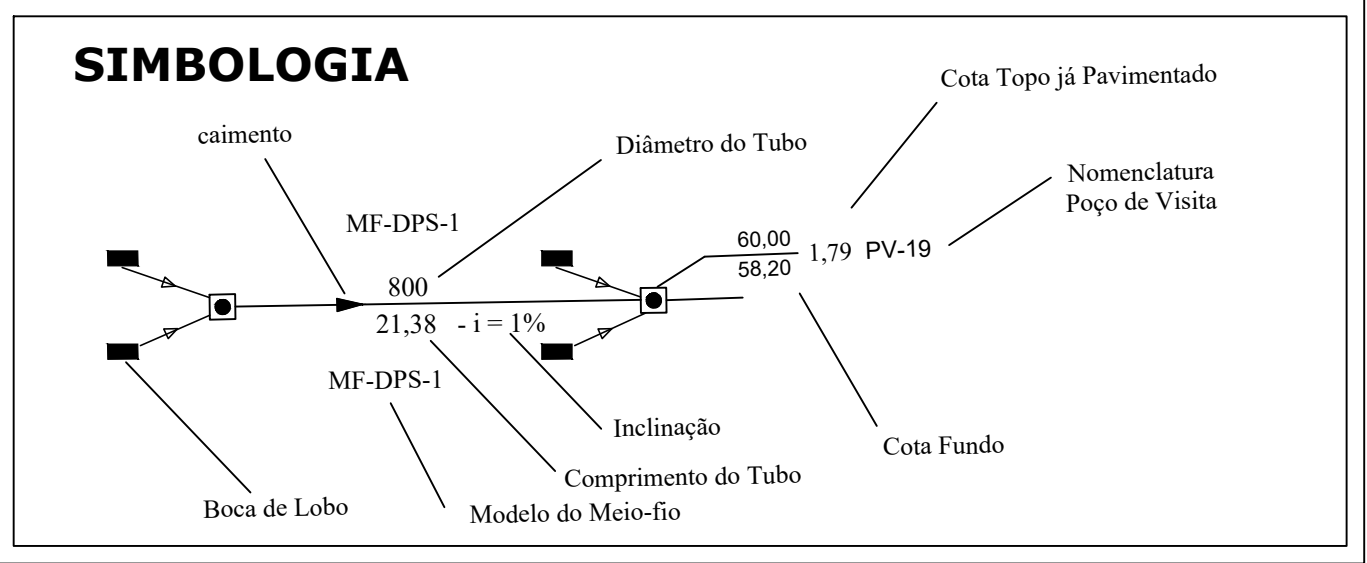 SIMBOLOGIA
Cota Topo já Pavimentado
caimento
Diâmetro do Tubo
Nomenclatura
Poço de Visita
MF-DPS-1
60,00
1,79 PV-19
58,20
800
21,38 - i = 1%
MF-DPS-1
Inclinação
Cota Fundo
Comprimento do Tubo
Boca de Lobo
Modelo do Meio-fio